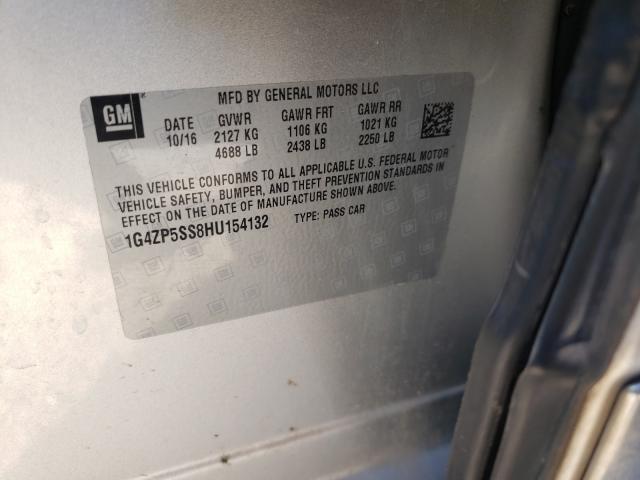 GM
MFD BY GENERAL MOTORS LLC
DATE GVWR GAWR FRT GAWR RR
10/16 2127 KG 1106 KG 1021 KG
4688 LB 2438 LB 2250 LB
THIS VEHICLE CONFORMS TO ALL APPLICABLE U.S. FEDERAL MOTOR
VEHICLE SAFETY, BUMPER, AND THEFT PREVENTION STANDARDS IN
EFFECT ON THE DATE OF MANUFACTURE SHOWN ABOVE.
1G4ZP5SS8HU154132 TYPE: PASS CAR